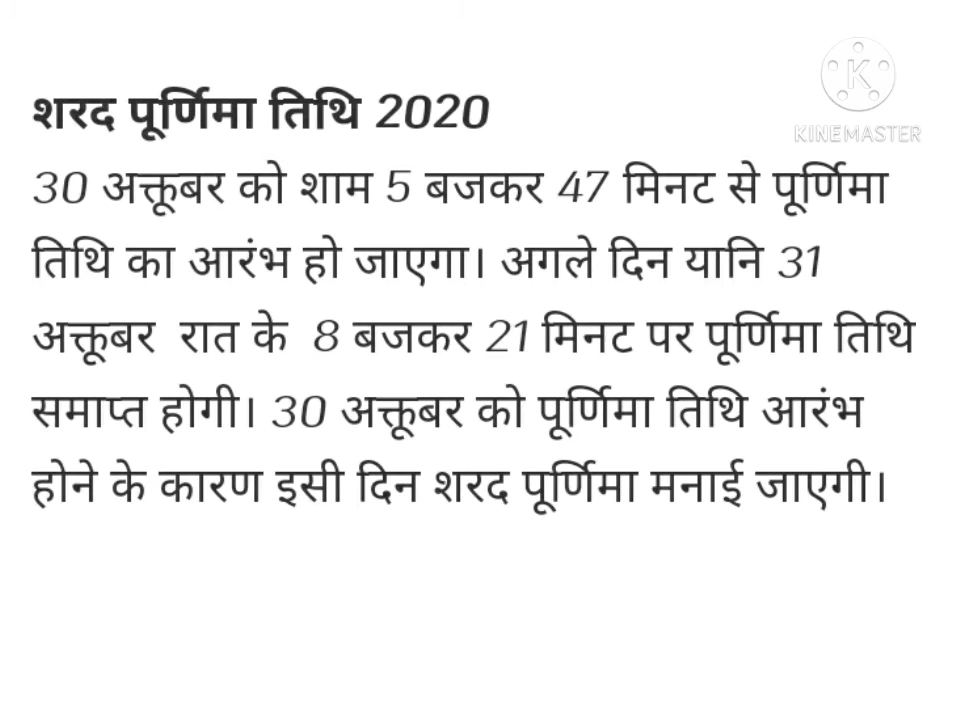 शरद पूर्णिमा तिथि 2020
K
KINEMASTER
30 अक्तूबर को शाम 5 बजकर 47 मिनट से पूर्णिमा
तिथि का आरंभ हो जाएगा। अगले दिन यानि 31
अक्तूबर रात के 8 बजकर 21 मिनट पर पूर्णिमा तिथि
समाप्त होगी। 30 अक्तूबर को पूर्णिमा तिथि आरंभ
होने के कारण इसी दिन शरद पूर्णिमा मनाई जाएगी।